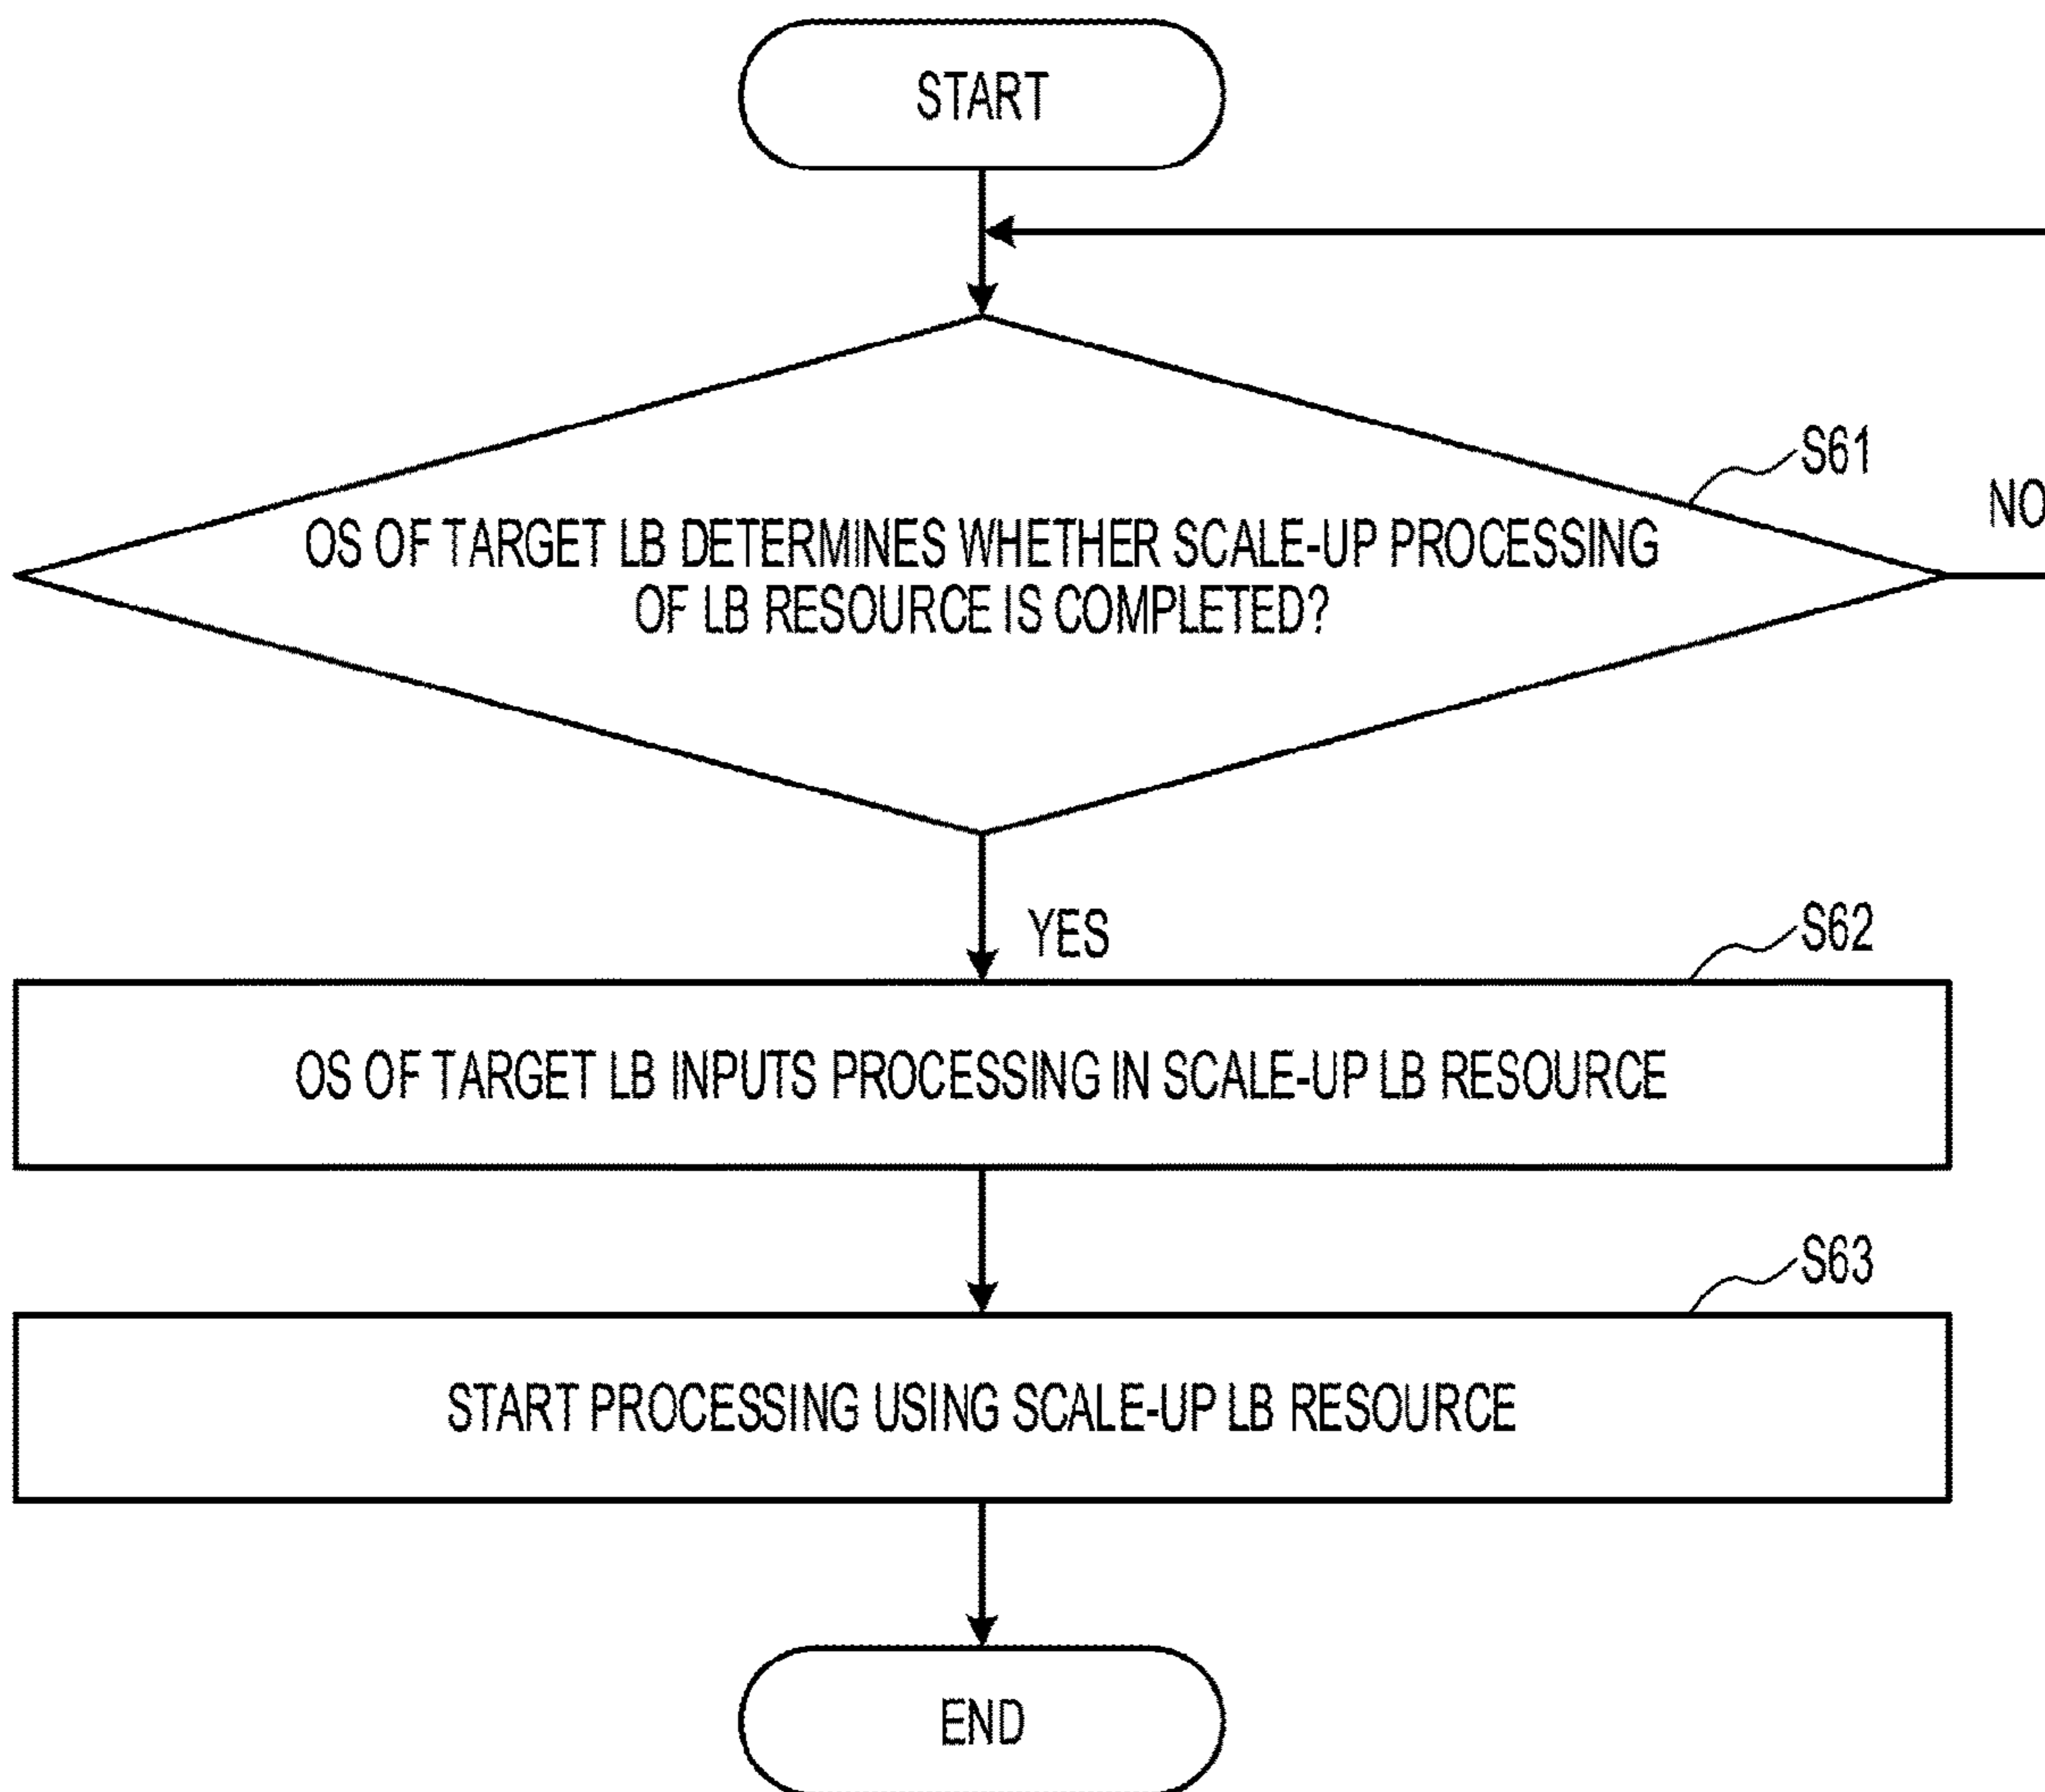 START
S61
NO
OS OF TARGET LB DETERMINES WHETHER SCALE-UP PROCESSING
OF LB RESOURCE IS COMPLETED?
YES
S62
OS OF TARGET LB INPUTS PROCESSING IN SCALE-UP LB RESOURCE
S63
START PROCESSING USING SCALE-UP LB RESOURCE
END